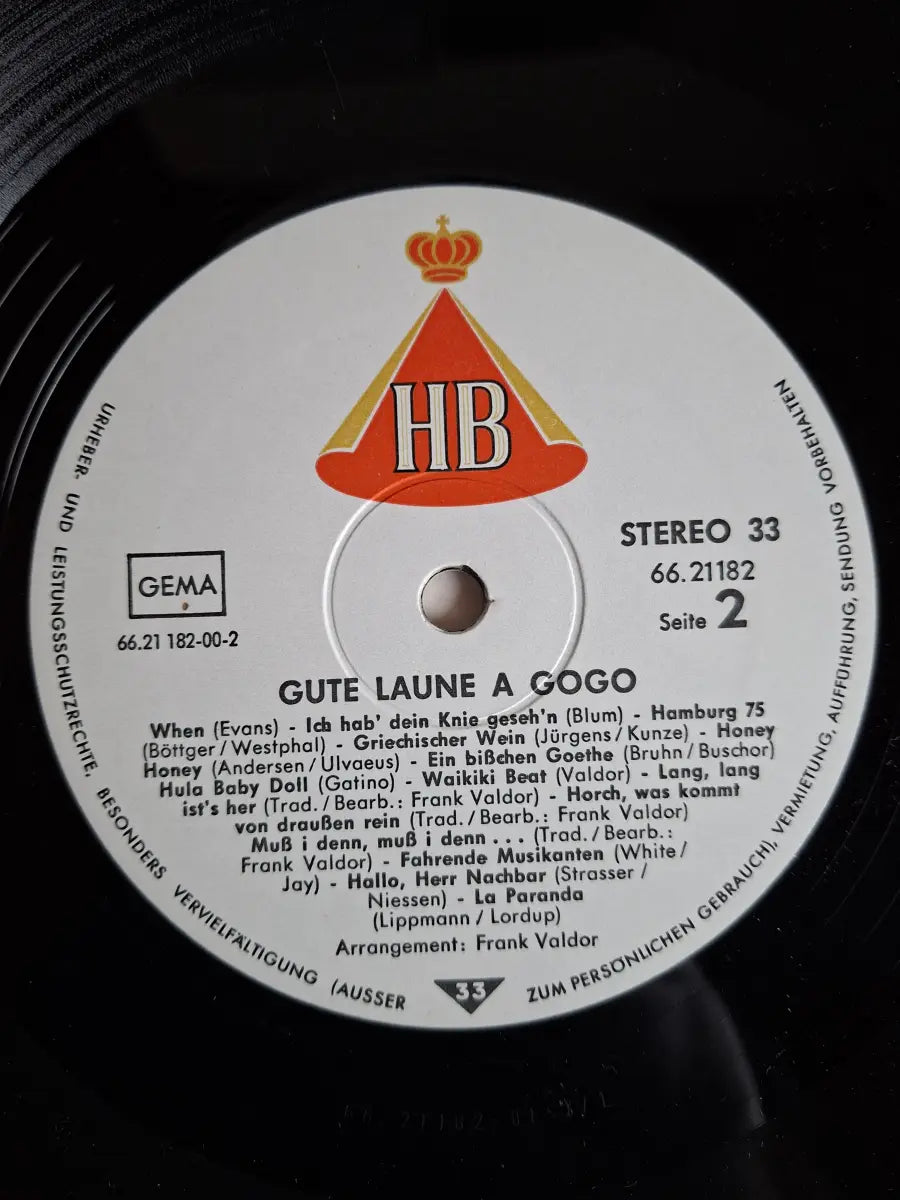 HB
STEREO 33
66.21182
Seite 2
GEMA
66.21 182-00-2
GUTE LAUNE A GOGO
When (Evans) - Ich hab' dein Knie geseh'n (Blum) - Hamburg 75
(Böttger/Westphal) - Griechischer Wein (Jürgens/Kunze) - Honey
Honey (Andersen/Ulvaeus) - Ein bißchen Goethe (Bruhn/Buschor)
Hula Baby Doll (Gatino) - Waikiki Beat (Valdor) - Lang, lang
ist's her (Trad./Bearb.: Frank Valdor) - Horch, was kommt
von draußen rein (Trad./Bearb.: Frank Valdor)
Muß i denn, muß i denn ... (Trad./Bearb.:
Frank Valdor) - Fahrende Musikanten (White/
Jay) - Hallo, Herr Nachbar (Strasser/
Niessen) - La Paranda
(Lippmann/Lordup)
Arrangement: Frank Valdor
33
URHEBER- UND LEISTUNGSSCHUTZRECHTE, BESONDERS VERVIELFÄLTIGUNG (AUSSER ZUM PERSÖNLICHEN GEBRAUCH), VERMIETUNG, AUFFÜHRUNG, SENDUNG VORBEHALTEN